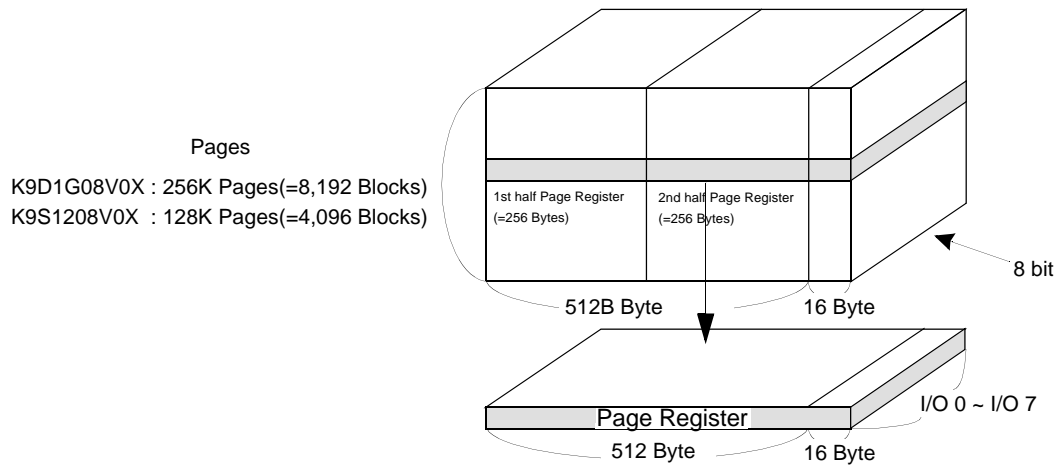 Pages
K9D1G08V0X : 256K Pages(=8,192 Blocks)
K9S1208V0X : 128K Pages(=4,096 Blocks)
1st half Page Register
(=256 Bytes)
2nd half Page Register
(=256 Bytes)
8 bit
512B Byte
16 Byte
I/O 0 ~ I/O 7
Page Register
512 Byte
16 Byte